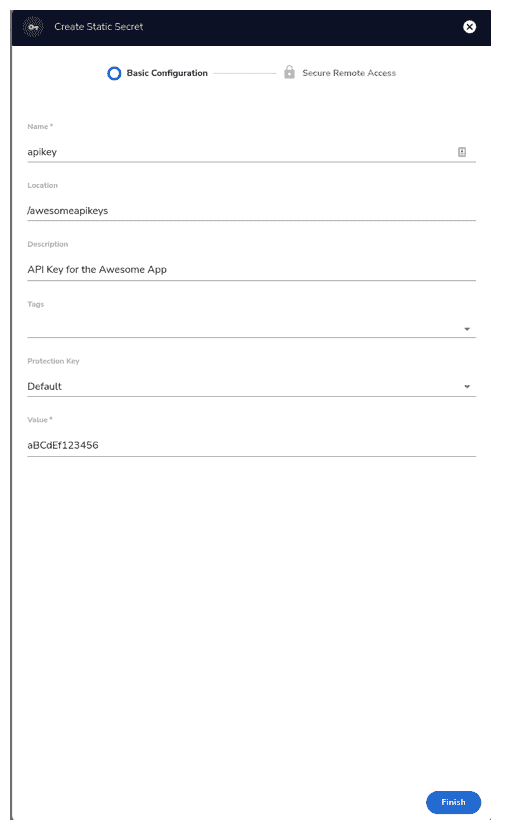 Create Static Secret
Basic Configuration Secure Remote Access
Name *
apikey
Location
/awesomeapikeys
Description
API Key for the Awesome App
Tags
Protection Key
Default
Value *
aBCdEf123456
Finish